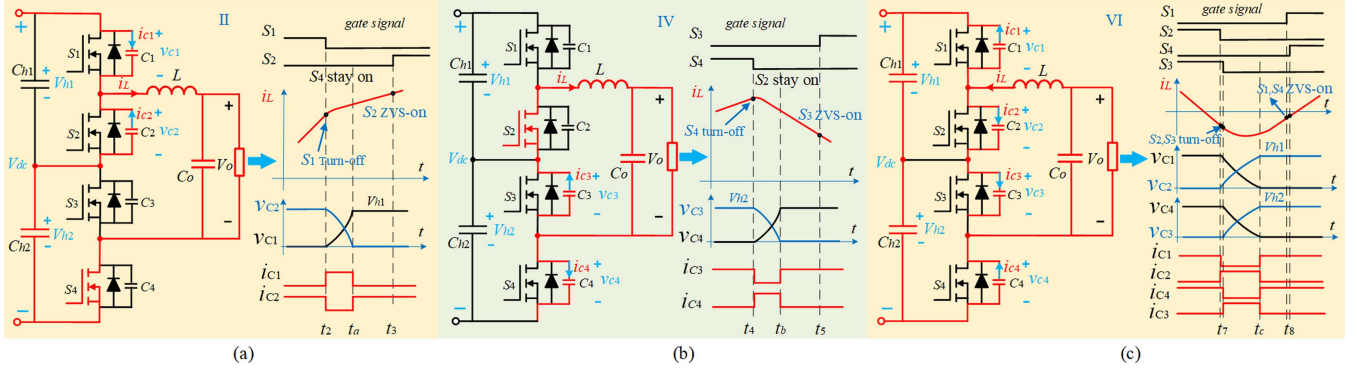 II
gate signal
+
S1
iC1 +
vC1
C1
−
S1
S2
S4 stay on
Ch1
+
Vh1
−
iL
L
iL
S2 ZVS-on
S1 Turn-off
t
S2
iC2 +
vC2
C2
−
Vdc
Co
+
Vo
−
S3
C3
Ch2
+
Vh2
−
vC2
vC1
Vh1
t
S4
C4
iC1
iC2
−
t2 ta t3
(a)
IV
gate signal
+
S1
C1
S3
S4
S2 stay on
Ch1
+
Vh1
−
iL
L
iL
S3 ZVS-on
S4 turn-off
t
S2
C2
Vdc
Co
+
Vo
−
S3
iC3 +
vC3
C3
−
Ch2
+
Vh2
−
vC3
vC4
Vh2
t
S4
iC4 +
vC4
C4
−
iC3
iC4
−
t4 tb t5
(b)
VI
gate signal
+
S1
iC1 +
vC1
C1
−
S1
S2
S4
S3
Ch1
+
Vh1
−
iL
L
iL
S1,S4 ZVS-on
t
S2,S3 turn-off
S2
iC2 +
vC2
C2
−
Vdc
Co
+
Vo
−
S3
iC3 +
vC3
C3
−
Ch2
+
Vh2
−
vC1
vC2
Vh1
t
vC4
vC3
Vh2
t
S4
iC4 +
vC4
C4
−
iC1
iC2
iC4
iC3
−
t7 tc t8
(c)